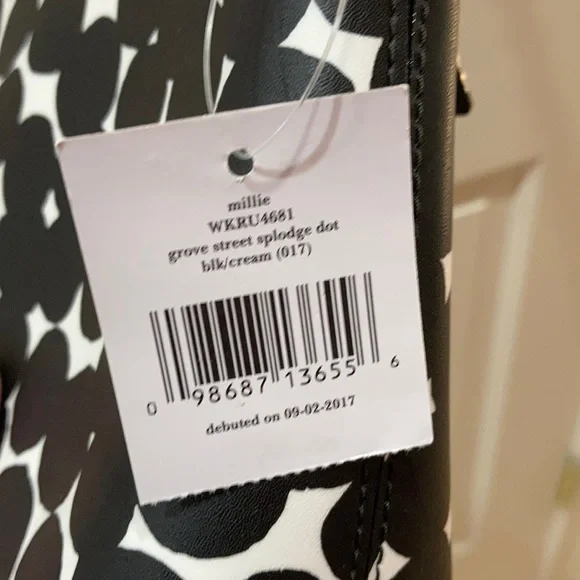 millie
WKRU4681
grove street splodge dot
blk/cream (017)
0 98687 13655 6
debuted on 09-02-2017